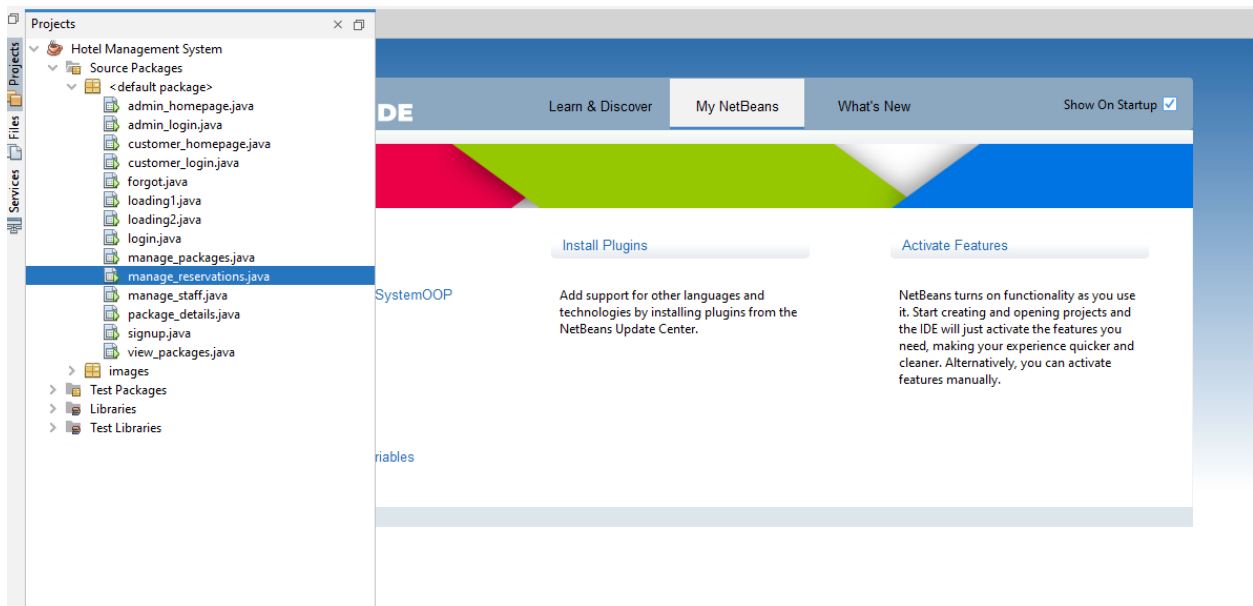 Projects
Hotel Management System
Source Packages
<default package>
admin_homepage.java
admin_login.java
customer_homepage.java
customer_login.java
forgot.java
loading1.java
loading2.java
login.java
manage_packages.java
manage_reservations.java
manage_staff.java
package_details.java
signup.java
view_packages.java
images
Test Packages
Libraries
Test Libraries
Projects
Files
Services
DE
Learn & Discover
My NetBeans
What's New
Show On Startup
SystemOOP
riables
Install Plugins
Add support for other languages and
technologies by installing plugins from the
NetBeans Update Center.
Activate Features
NetBeans turns on functionality as you use
it. Start creating and opening projects and
the IDE will just activate the features you
need, making your experience quicker and
cleaner. Alternatively, you can activate
features manually.